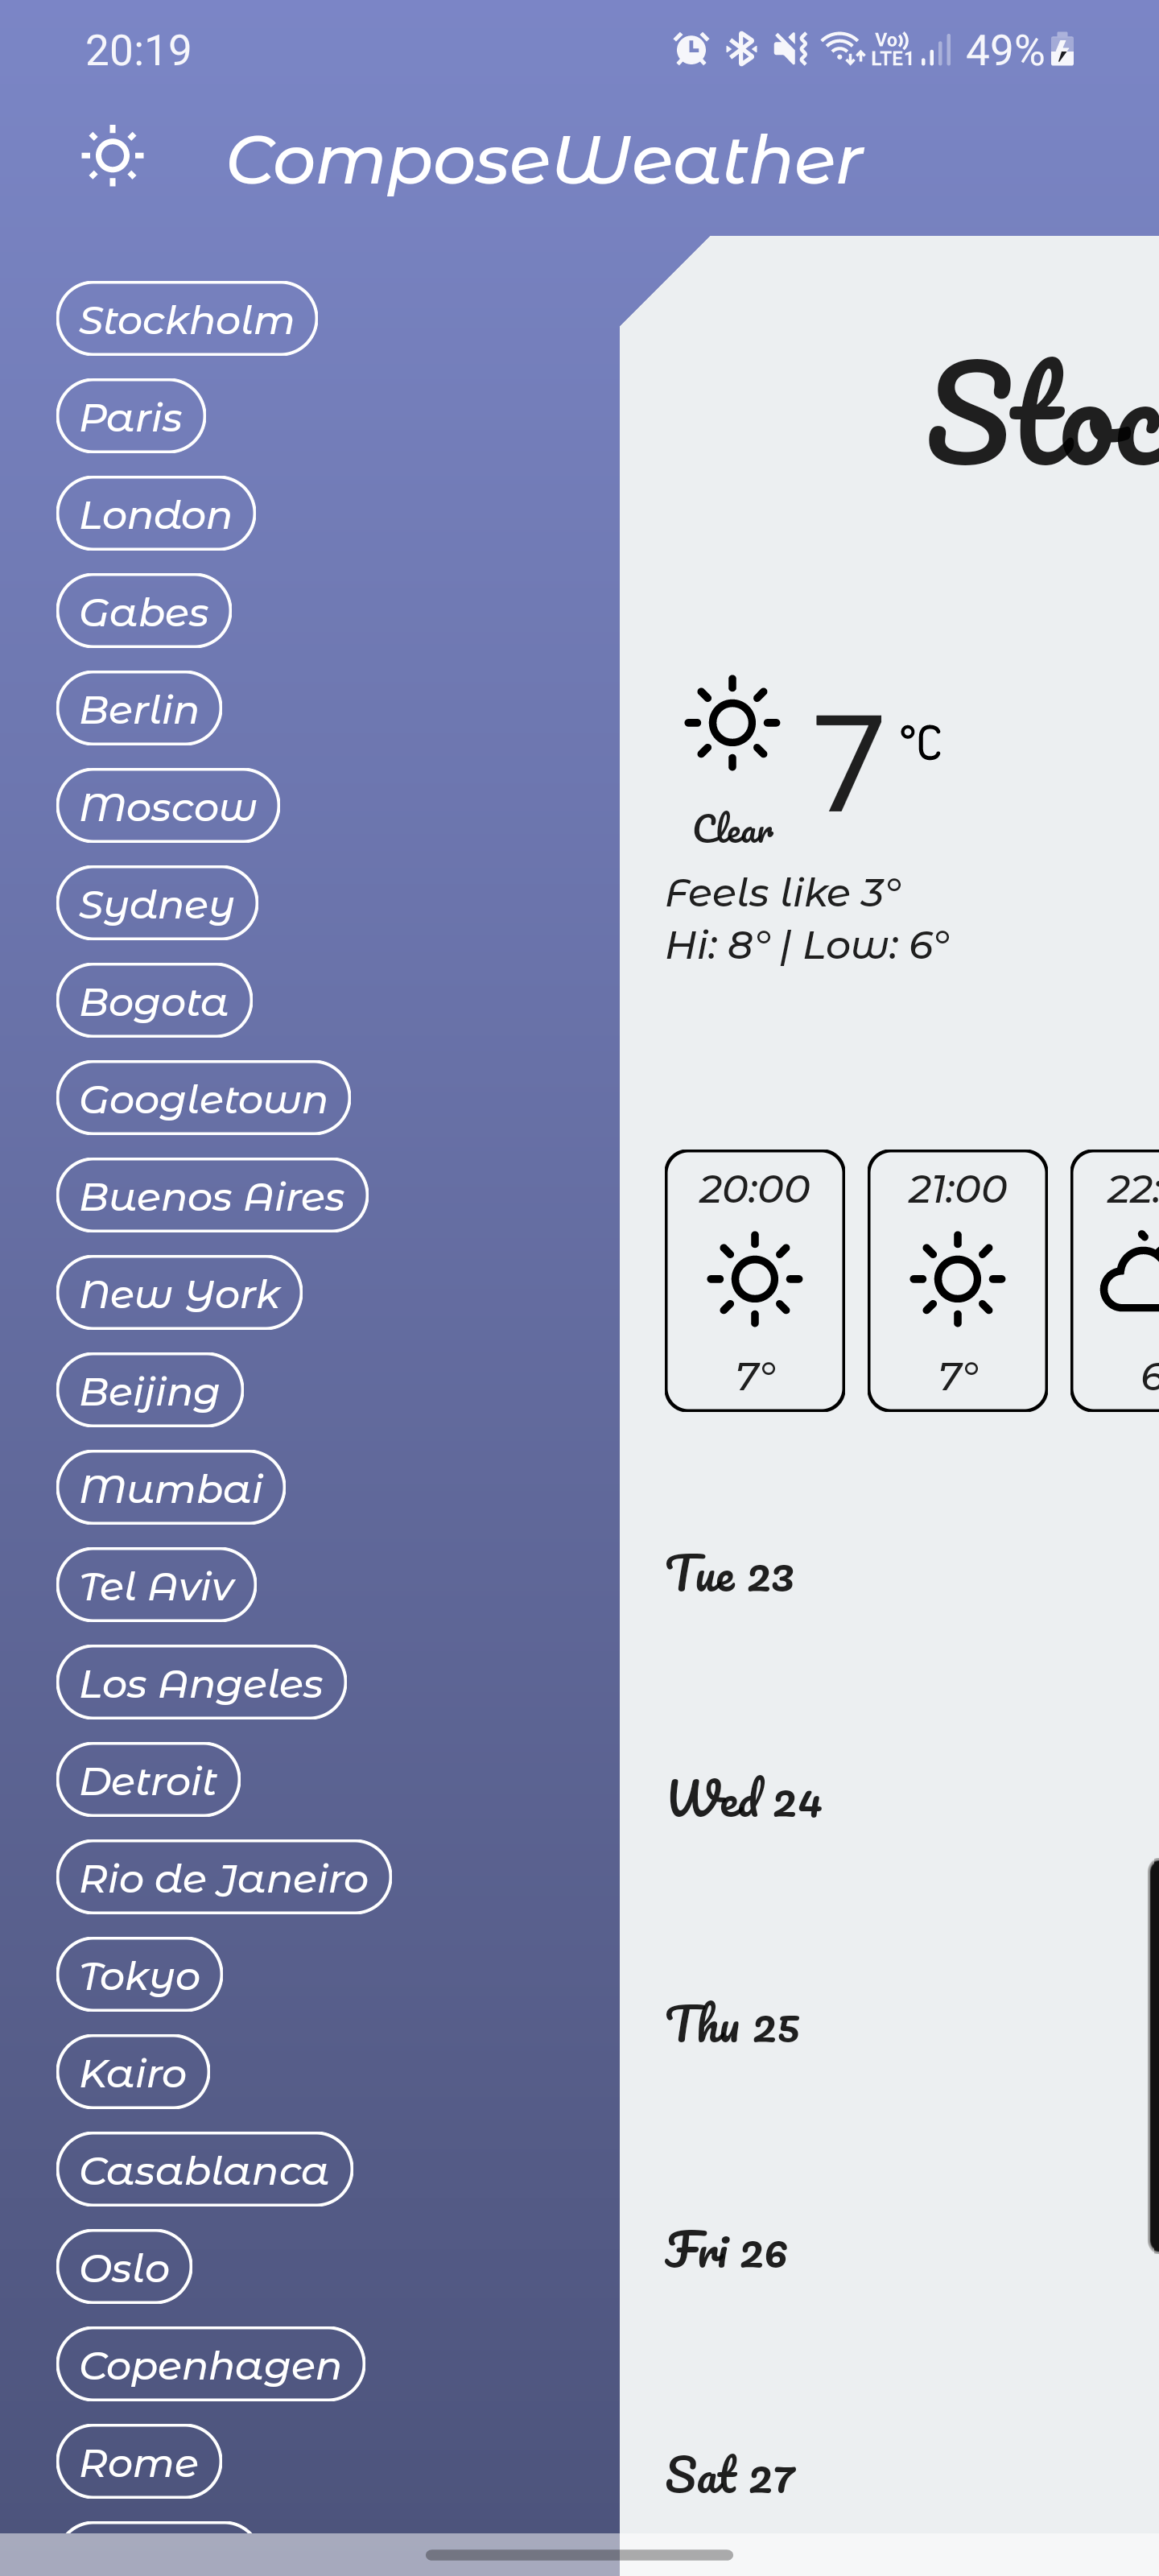 20:19
Vo))
LTE1
49%
ComposeWeather
Stockholm
Paris
London
Gabes
Berlin
Moscow
Sydney
Bogota
Googletown
Buenos Aires
New York
Beijing
Mumbai
Tel Aviv
Los Angeles
Detroit
Rio de Janeiro
Tokyo
Kairo
Casablanca
Oslo
Copenhagen
Rome
Stoc
7 °C
Clear
Feels like 3°
Hi: 8° | Low: 6°
20:00 21:00 22:
7° 7° 6
Tue 23
Wed 24
Thu 25
Fri 26
Sat 27